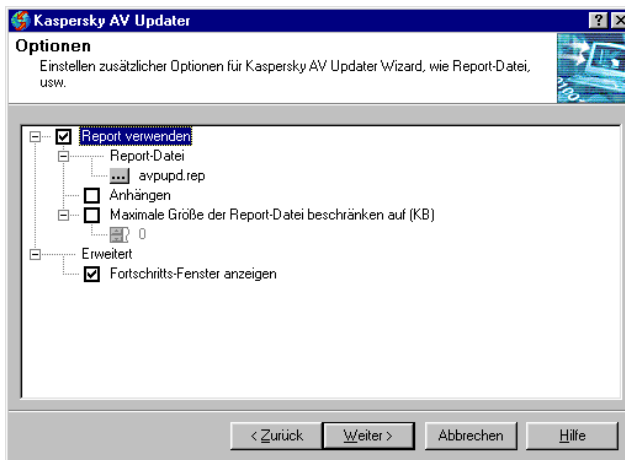 Kaspersky AV Updater
Optionen
Einstellen zusätzlicher Optionen für Kaspersky AV Updater Wizard, wie Report-Datei,
usw.
Report verwenden
Report-Datei
... avpupd.rep
Anhängen
Maximale Größe der Report-Datei beschränken auf (KB)
0
Erweitert
Fortschritts-Fenster anzeigen
< Zurück
Weiter >
Abbrechen
Hilfe